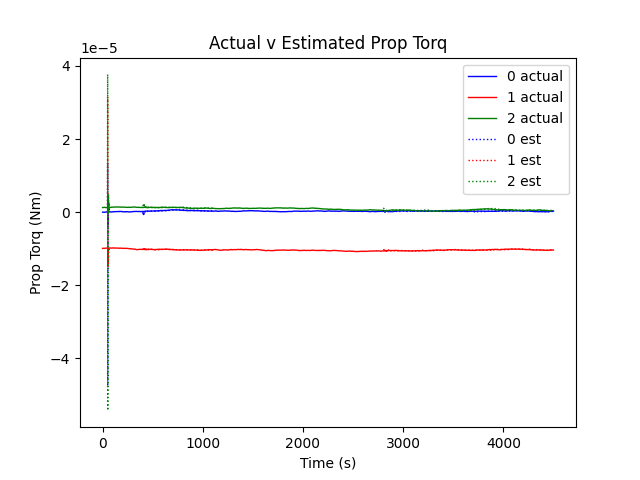 Actual v Estimated Prop Torq
1e−5
4
2
0
−2
−4
Prop Torq (Nm)
0 actual
1 actual
2 actual
0 est
1 est
2 est
0 1000 2000 3000 4000
Time (s)